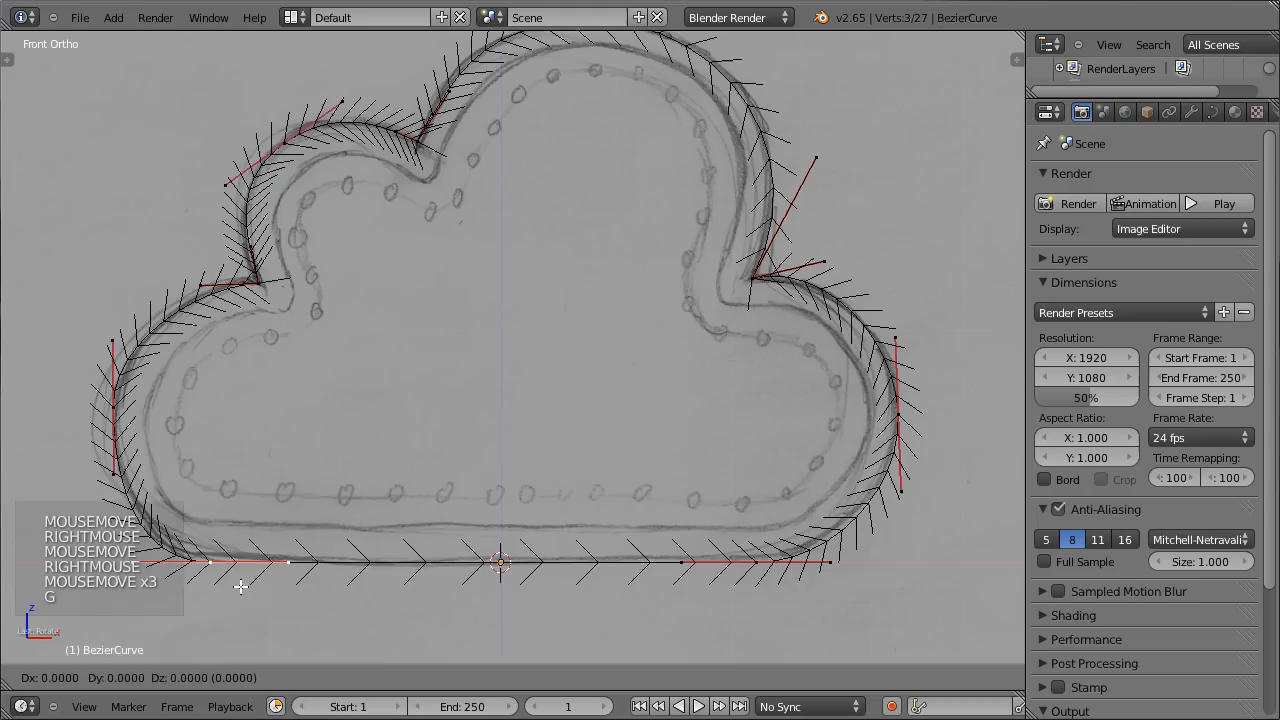 File Add Render Window Help Default Scene Blender Render v2.65 | Verts:3/27 | BezierCurve
Front Ortho
View Search All Scenes
RenderLayers
Scene
Render
Render Animation Play
Display: Image Editor
Layers
Dimensions
Render Presets
Resolution: Frame Range:
X: 1920 Start Frame: 1
Y: 1080 End Frame: 250
50% Frame Step: 1
Aspect Ratio: Frame Rate:
X: 1.000 24 fps
Y: 1.000 Time Remapping:
Bord Crop : 100 : 100
Anti-Aliasing
5 8 11 16 Mitchell-Netravali
Full Sample Size: 1.000
Sampled Motion Blur
Shading
Performance
Post Processing
Stamp
Output
MOUSEMOVE
RIGHTMOUSE
MOUSEMOVE
RIGHTMOUSE
MOUSEMOVE x3
G
z
Last: Rotate
(1) BezierCurve
Dx: 0.0000 Dy: 0.0000 Dz: 0.0000 (0.0000)
View Marker Frame Playback Start: 1 End: 250 1 No Sync